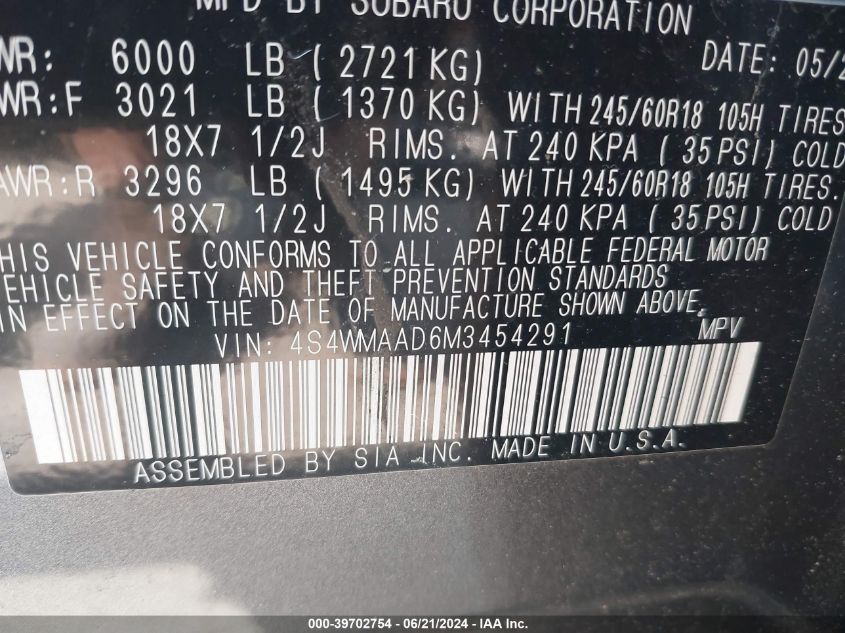 MFD BY SUBARU CORPORATION
WR: 6000 LB ( 2721 KG) DATE: 05/2
WR:F 3021 LB ( 1370 KG) WITH 245/60R18 105H TIRES
18X7 1/2J RIMS. AT 240 KPA ( 35 PSI) COLD
AWR:R 3296 LB ( 1495 KG) WITH 245/60R18 105H TIRES.
18X7 1/2J RIMS. AT 240 KPA ( 35 PSI) COLD
HIS VEHICLE CONFORMS TO ALL APPLICABLE FEDERAL MOTOR
EHICLE SAFETY AND THEFT PREVENTION STANDARDS
IN EFFECT ON THE DATE OF MANUFACTURE SHOWN ABOVE.
VIN: 4S4WMAAD6M3454291 MPV
ASSEMBLED BY SIA INC. MADE IN U.S.A.
000-39702754 - 06/21/2024 - IAA Inc.